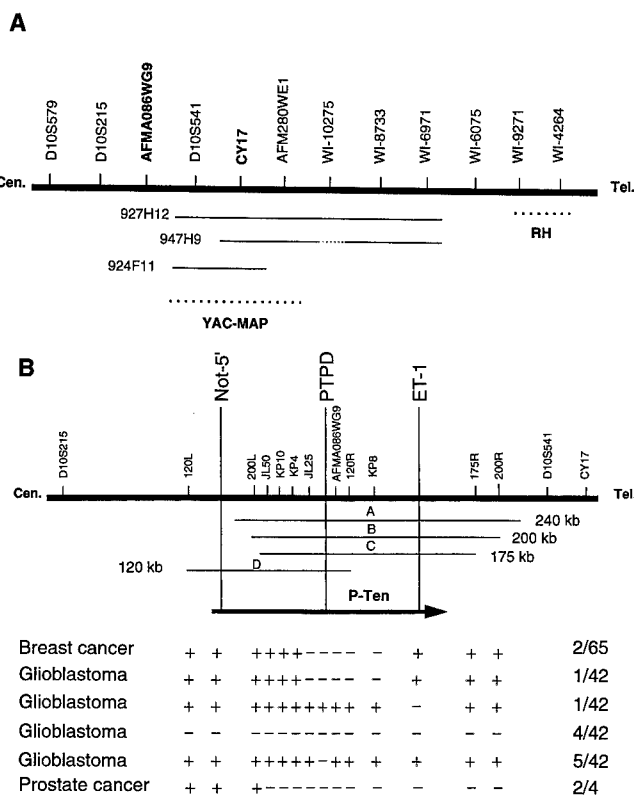 A
D10S579 D10S215 AFMA086WG9 D10S541 CY17 AFM280WE1 WI-10275 WI-8733 WI-6971 WI-6075 WI-9271 WI-4264
Cen. Tel.
927H12
947H9
RH
924F11
YAC-MAP
B
Not-5' PTPD ET-1
D10S215 120L 200L JL50 KP10 KP4 JL25 AFMA086WG9 120R KP8 175R 200R D10S541 CY17
Cen. Tel
A 240 kb
B 200 kb
C 175 kb
120 kb D
P-Ten
Breast cancer + + + + + + − − − − − + + + 2/65
Glioblastoma + + + + + + − − − − − + + + 1/42
Glioblastoma + + + + + + + + + + + − + + 1/42
Glioblastoma − − − − − − − − − − − − − − 4/42
Glioblastoma + + + + + + + − + + + + + + 5/42
Prostate cancer + + + − − − − − − − − − − − 2/4